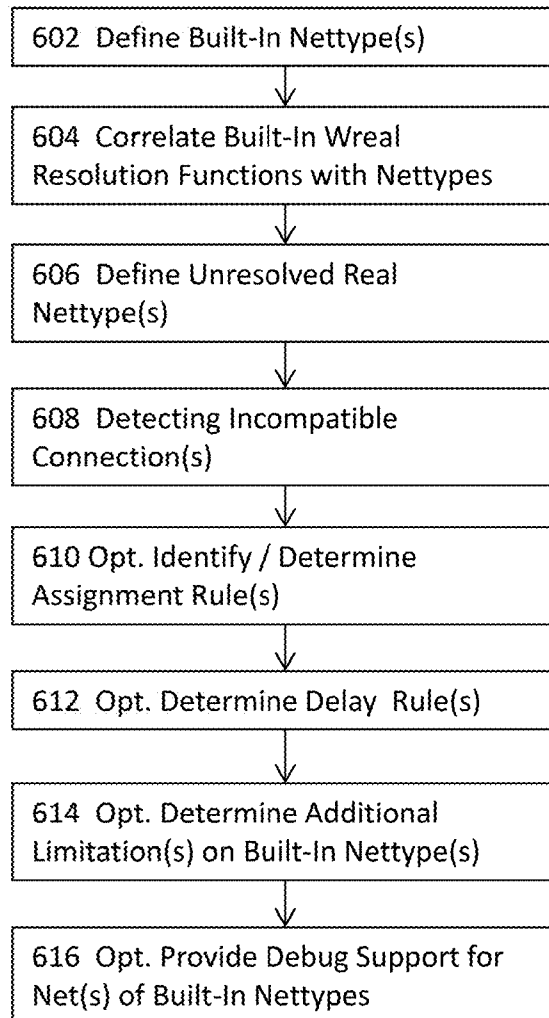 602 Define Built-In Nettype(s)
604 Correlate Built-In Wreal
Resolution Functions with Nettypes
606 Define Unresolved Real
Nettype(s)
608 Detecting Incompatible
Connection(s)
610 Opt. Identify / Determine
Assignment Rule(s)
612 Opt. Determine Delay Rule(s)
614 Opt. Determine Additional
Limitation(s) on Built-In Nettype(s)
616 Opt. Provide Debug Support for
Net(s) of Built-In Nettypes